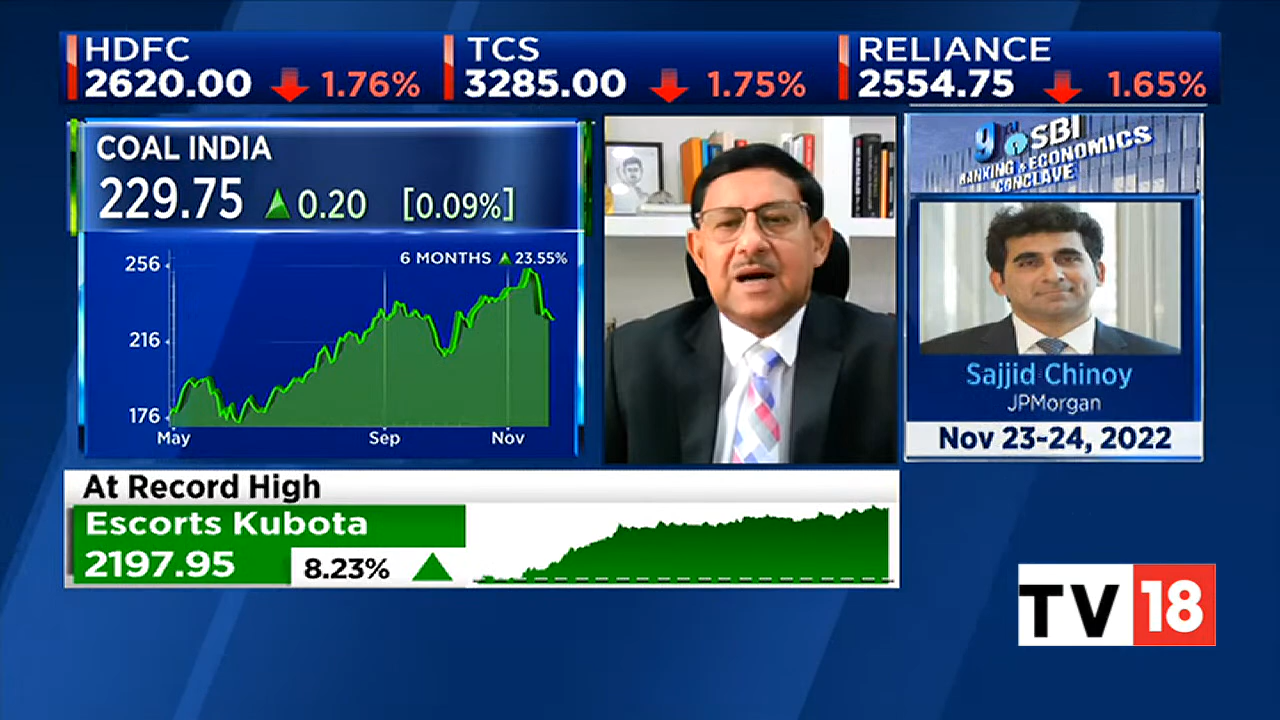 HDFC
2620.00 1.76%
TCS
3285.00 1.75%
RELIANCE
2554.75 1.65%
COAL INDIA
229.75 0.20 [0.09%]
6 MONTHS 23.55%
256
216
176
May Sep Nov
9th SBI
BANKING & ECONOMICS
CONCLAVE
Sajjid Chinoy
JPMorgan
Nov 23-24, 2022
At Record High
Escorts Kubota
2197.95 8.23%
TV18